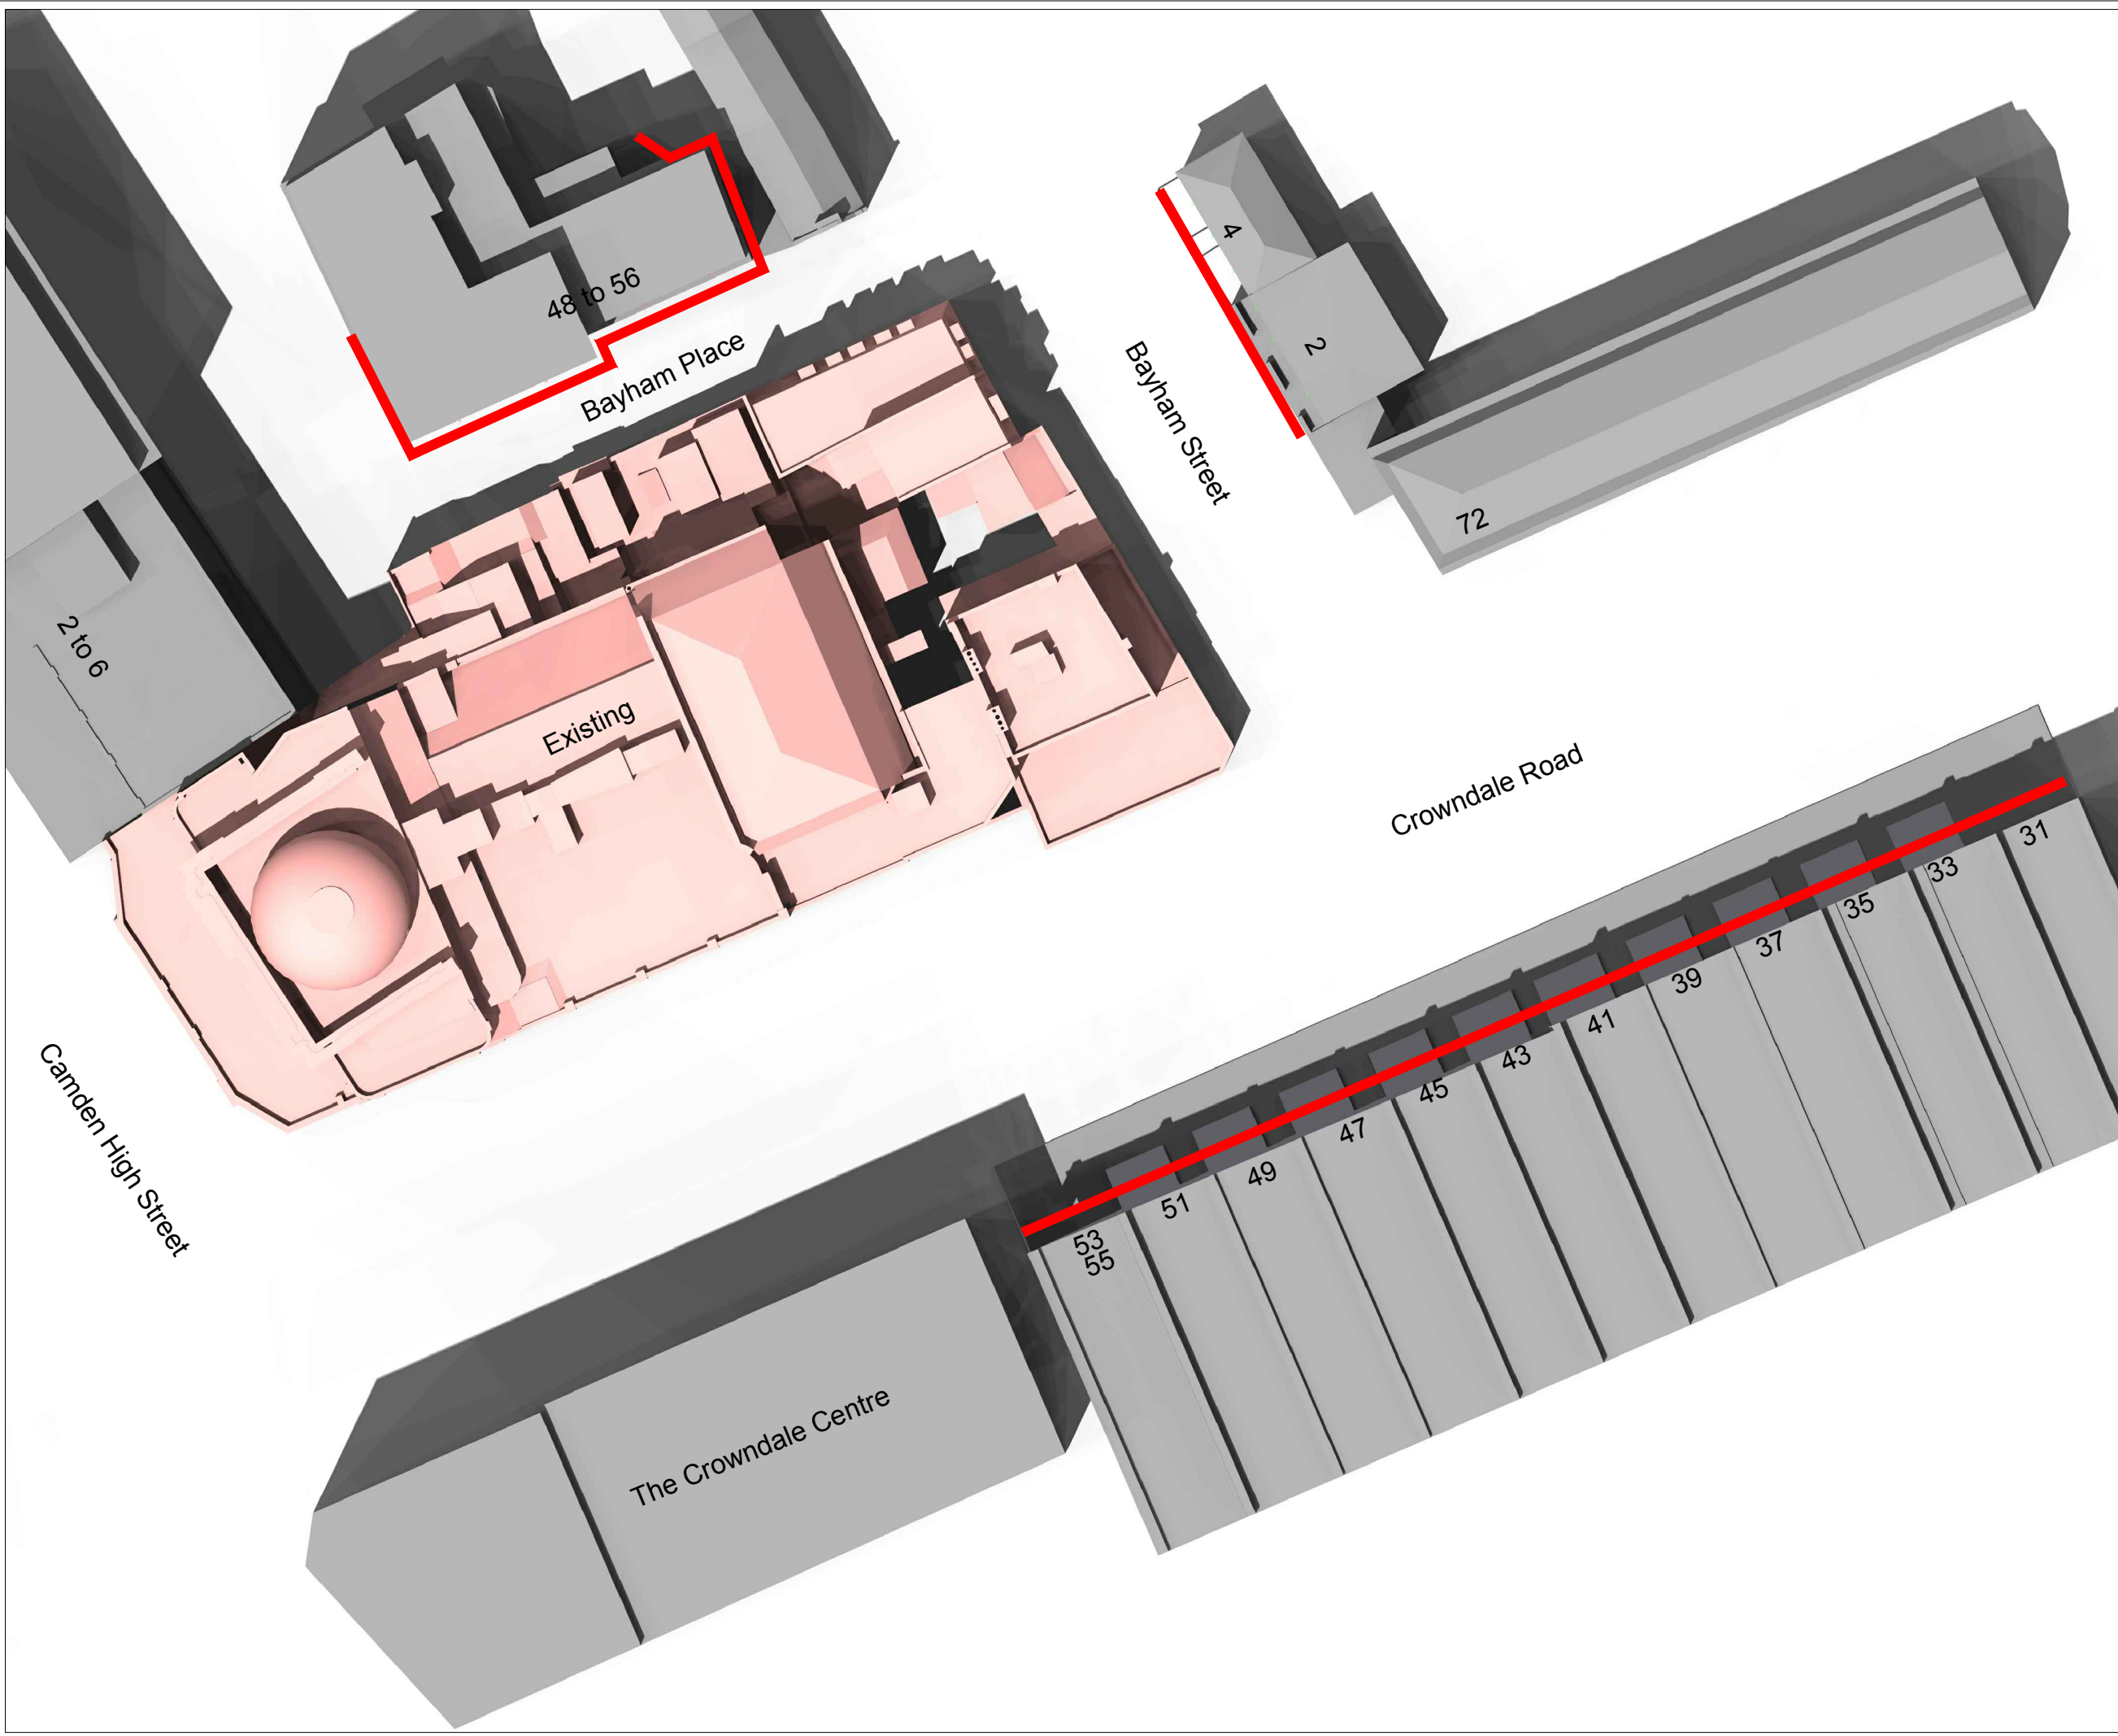 48 to 56
Bayham Place
4
2
Bayham Street
72
2 to 6
Existing
Crowndale Road
Camden High Street
31
33
35
37
39
41
43
45
47
49
51
53
55
The Crowndale Centre